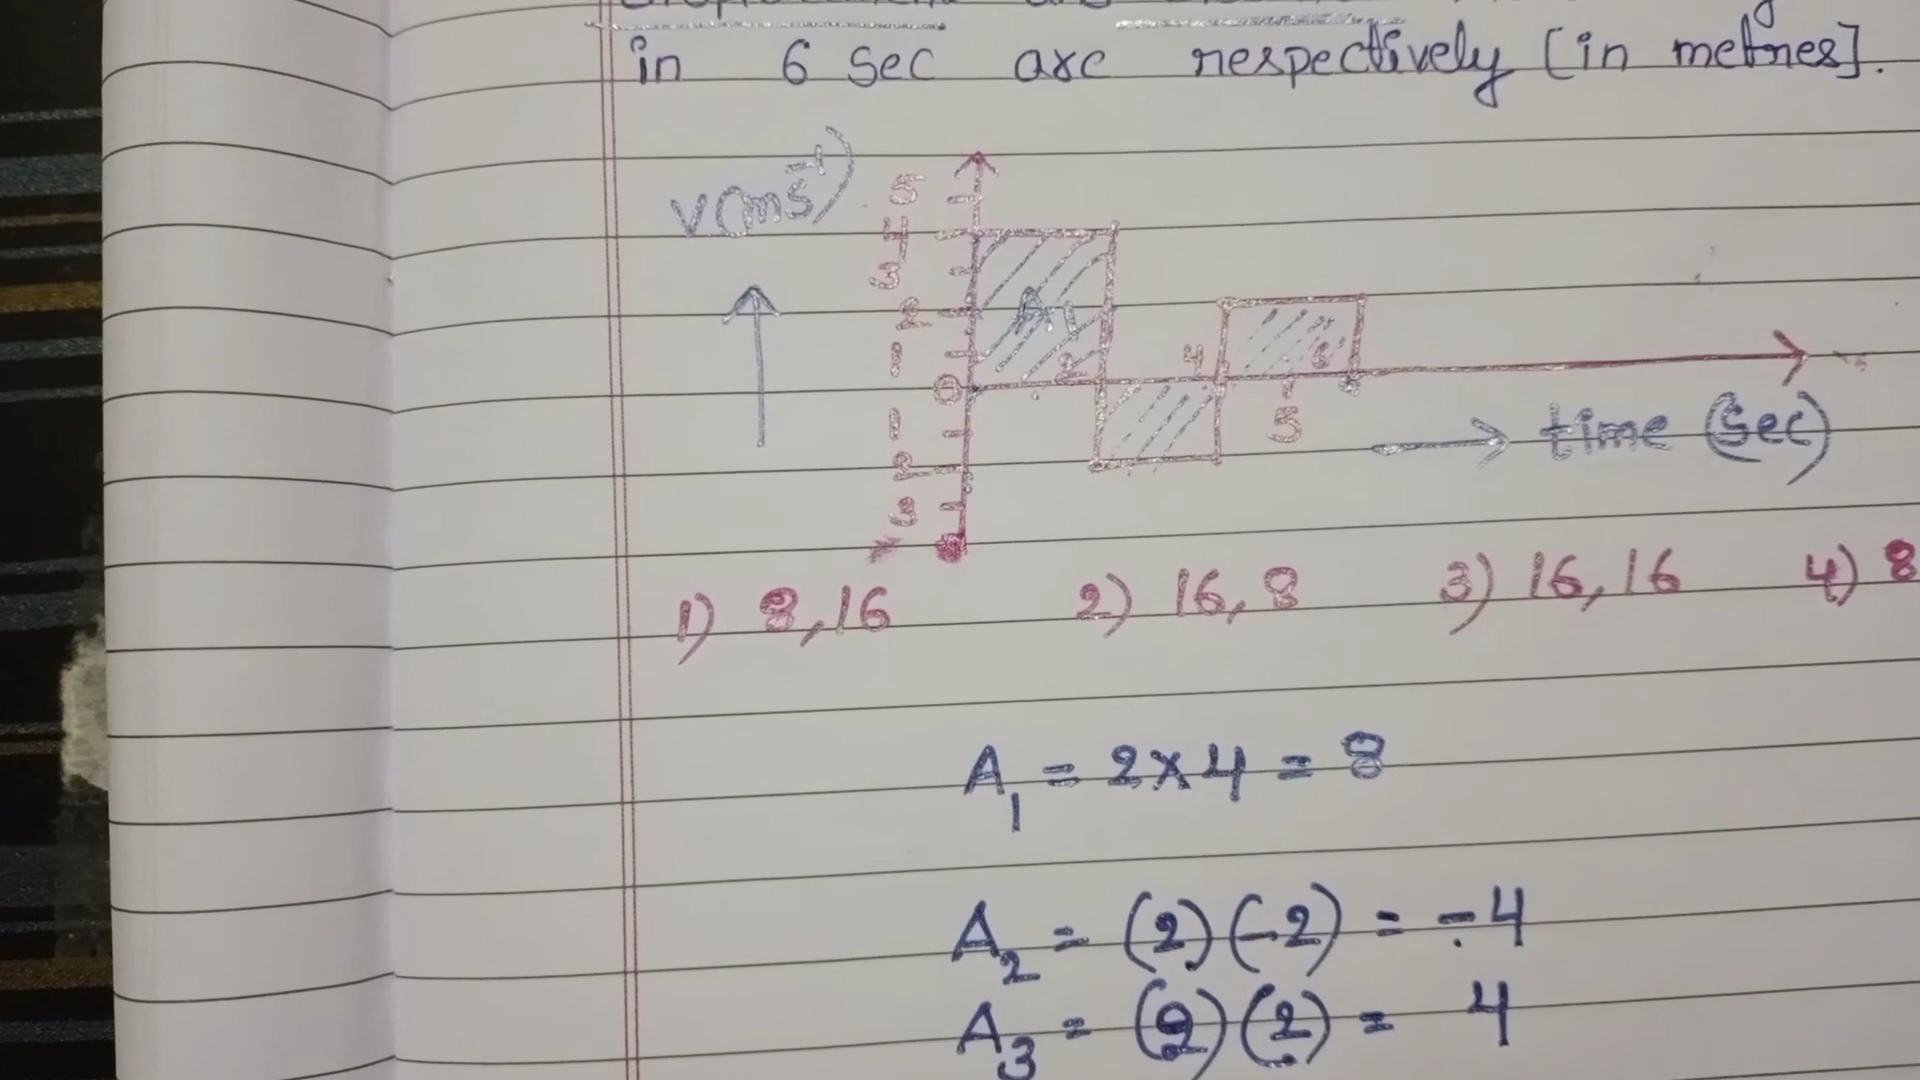 in 6 sec are respectively [in metres].
v(ms⁻¹)
5
4
3
2
1
0
1
2
3
A1
2 4 6
5
time (sec)
1) 8,16 2) 16,8 3) 16,16 4) 8
A1 = 2×4 = 8
A2 = (2)(-2) = -4
A3 = (2)(2) = 4